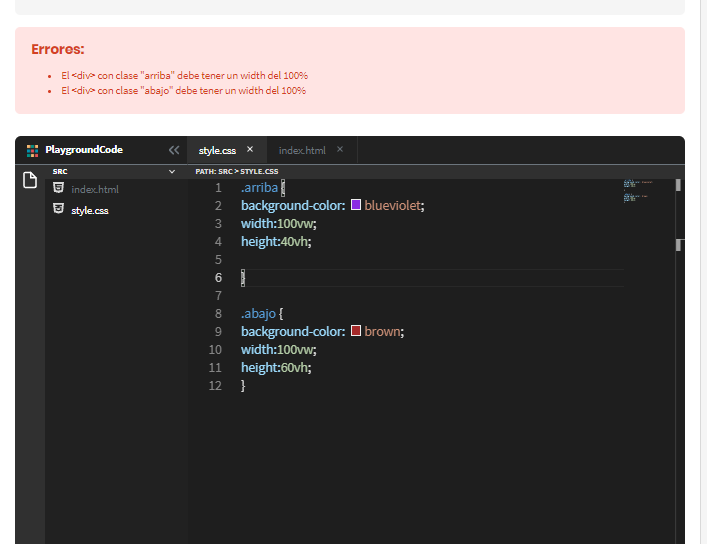 Errores:
• El <div> con clase "arriba" debe tener un width del 100%
• El <div> con clase "abajo" debe tener un width del 100%
PlaygroundCode
style.css ×
index.html ×
SRC
PATH: SRC > STYLE.CSS
index.html
style.css
1 .arriba {
2 background-color: blueviolet;
3 width:100vw;
4 height:40vh;
5
6 }
7
8 .abajo {
9 background-color: brown;
10 width:100vw;
11 height:60vh;
12 }